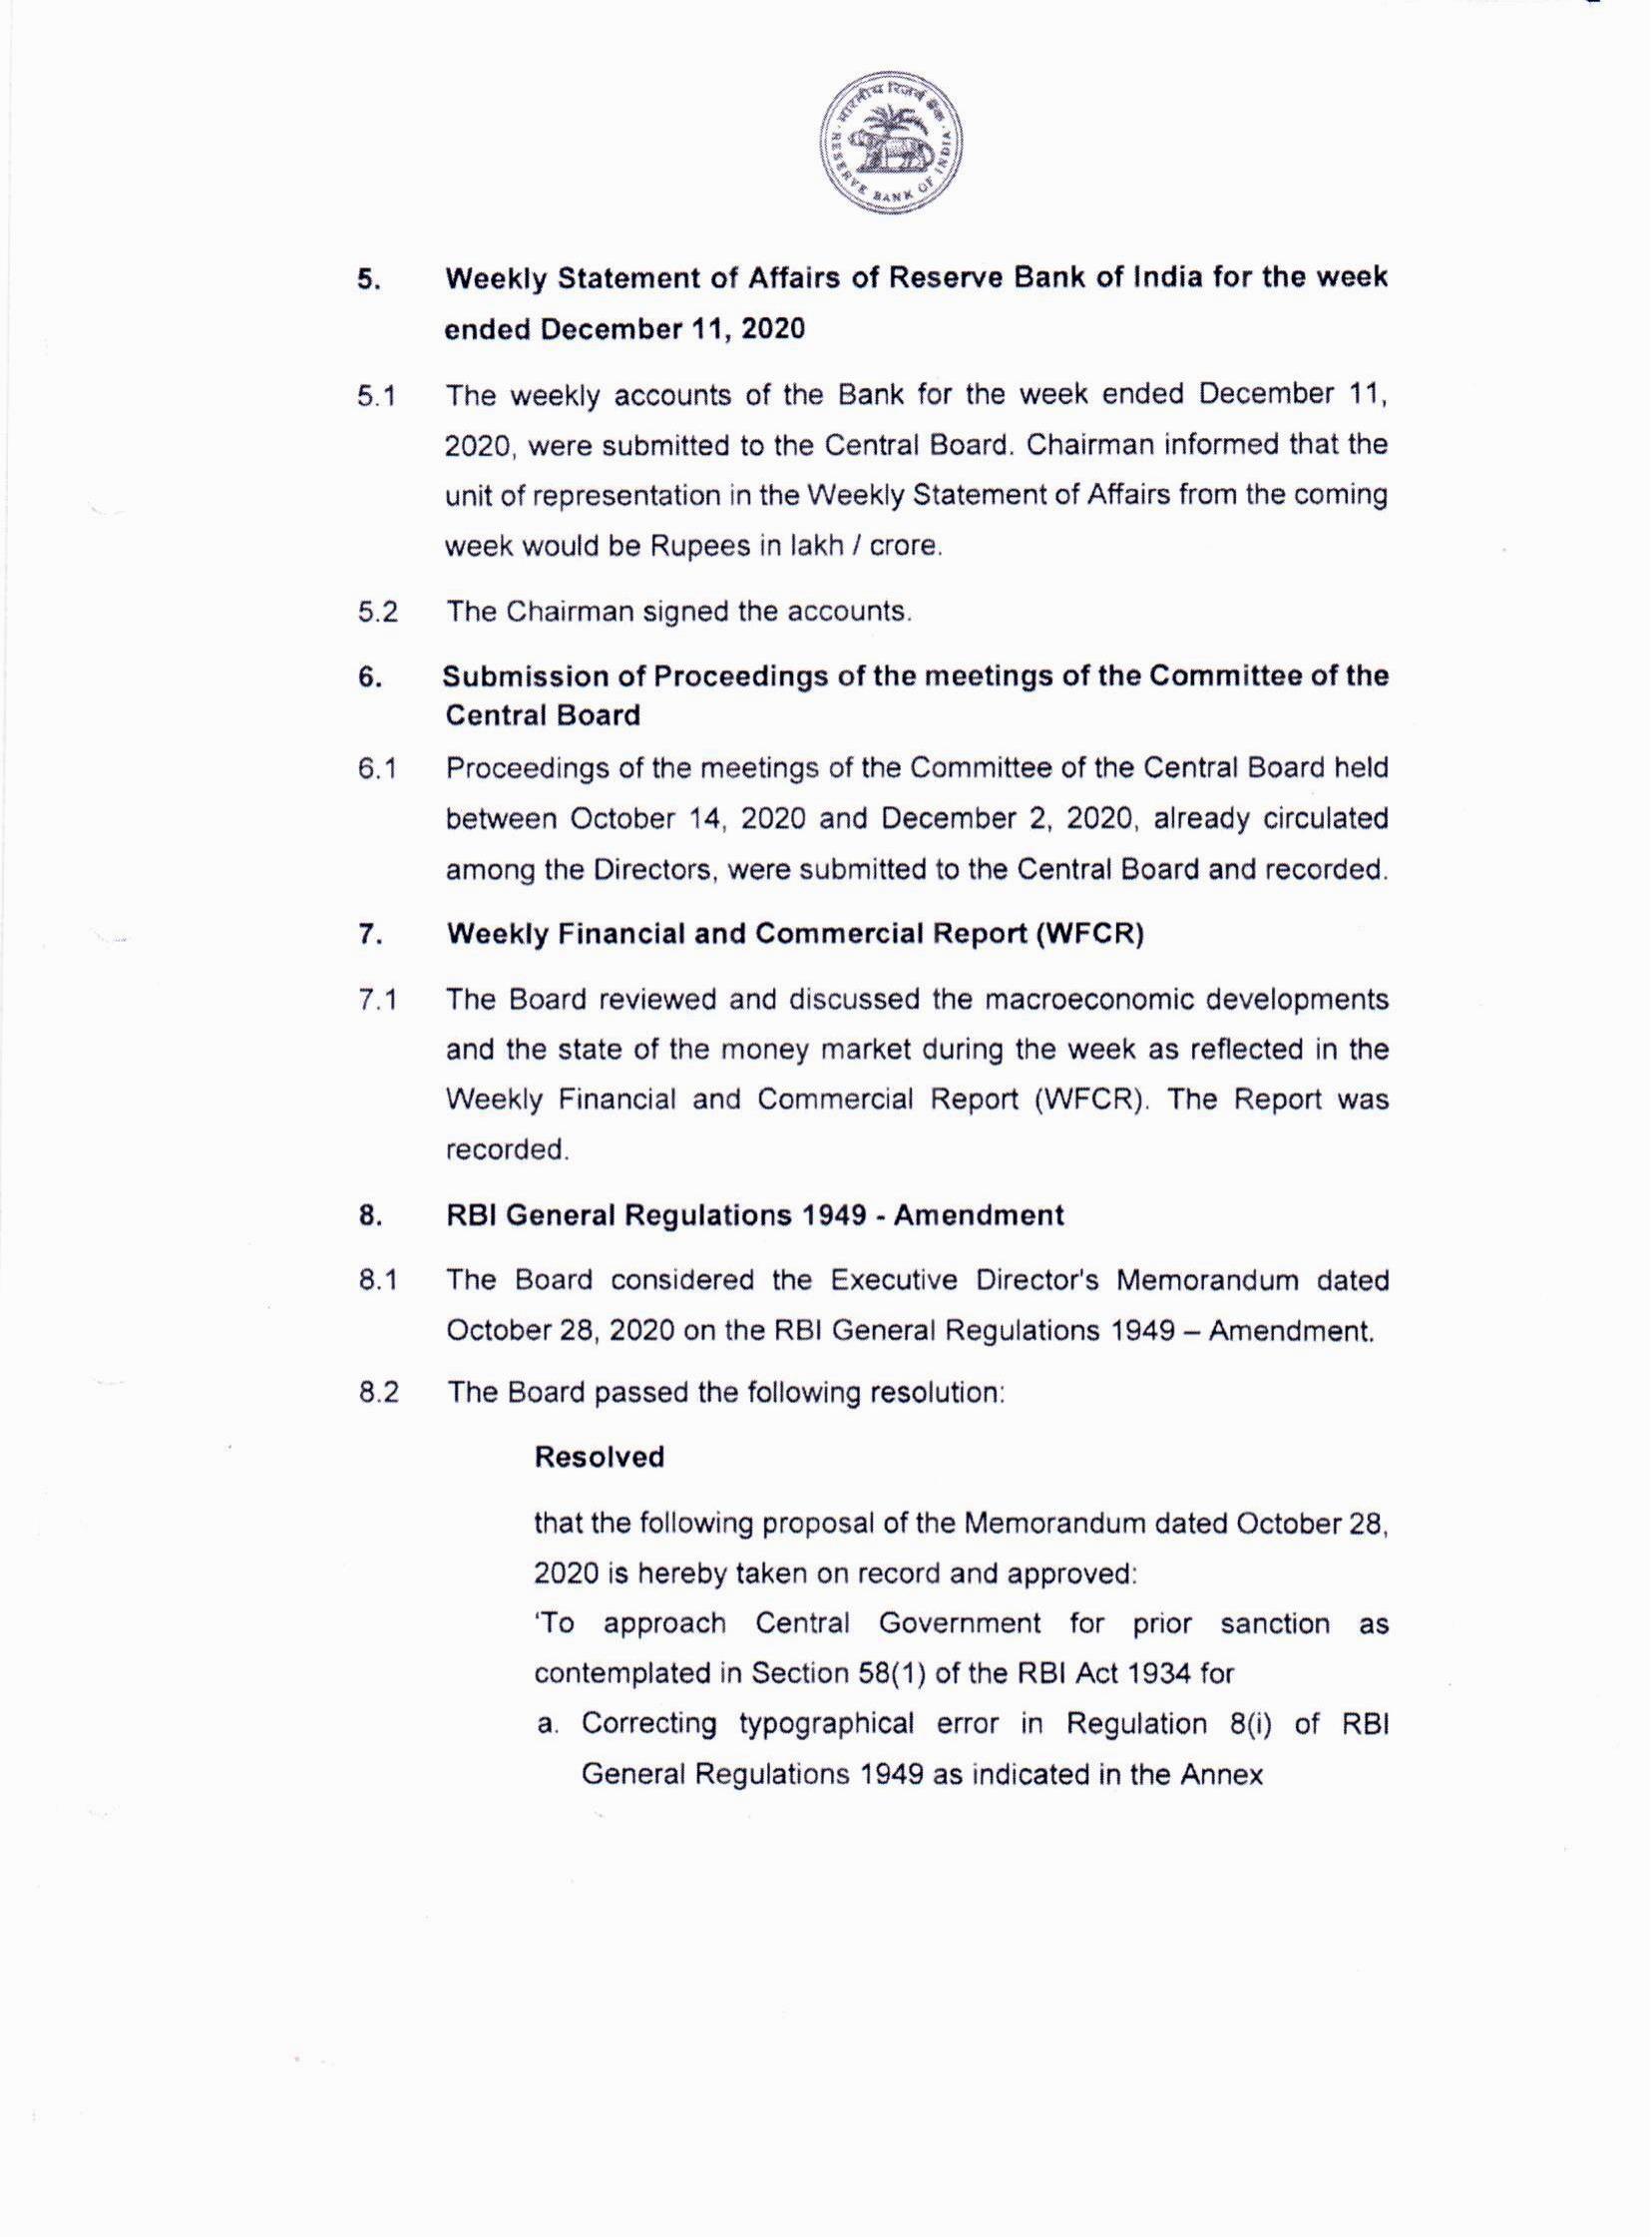 भारतीय रिज़र्व बैंक
RESERVE BANK OF INDIA
5. Weekly Statement of Affairs of Reserve Bank of India for the week
ended December 11, 2020
5.1 The weekly accounts of the Bank for the week ended December 11,
2020, were submitted to the Central Board. Chairman informed that the
unit of representation in the Weekly Statement of Affairs from the coming
week would be Rupees in lakh / crore.
5.2 The Chairman signed the accounts.
6. Submission of Proceedings of the meetings of the Committee of the
Central Board
6.1 Proceedings of the meetings of the Committee of the Central Board held
between October 14, 2020 and December 2, 2020, already circulated
among the Directors, were submitted to the Central Board and recorded.
7. Weekly Financial and Commercial Report (WFCR)
7.1 The Board reviewed and discussed the macroeconomic developments
and the state of the money market during the week as reflected in the
Weekly Financial and Commercial Report (WFCR). The Report was
recorded.
8. RBI General Regulations 1949 - Amendment
8.1 The Board considered the Executive Director's Memorandum dated
October 28, 2020 on the RBI General Regulations 1949 – Amendment.
8.2 The Board passed the following resolution:
Resolved
that the following proposal of the Memorandum dated October 28,
2020 is hereby taken on record and approved:
‘To approach Central Government for prior sanction as
contemplated in Section 58(1) of the RBI Act 1934 for
a. Correcting typographical error in Regulation 8(i) of RBI
General Regulations 1949 as indicated in the Annex